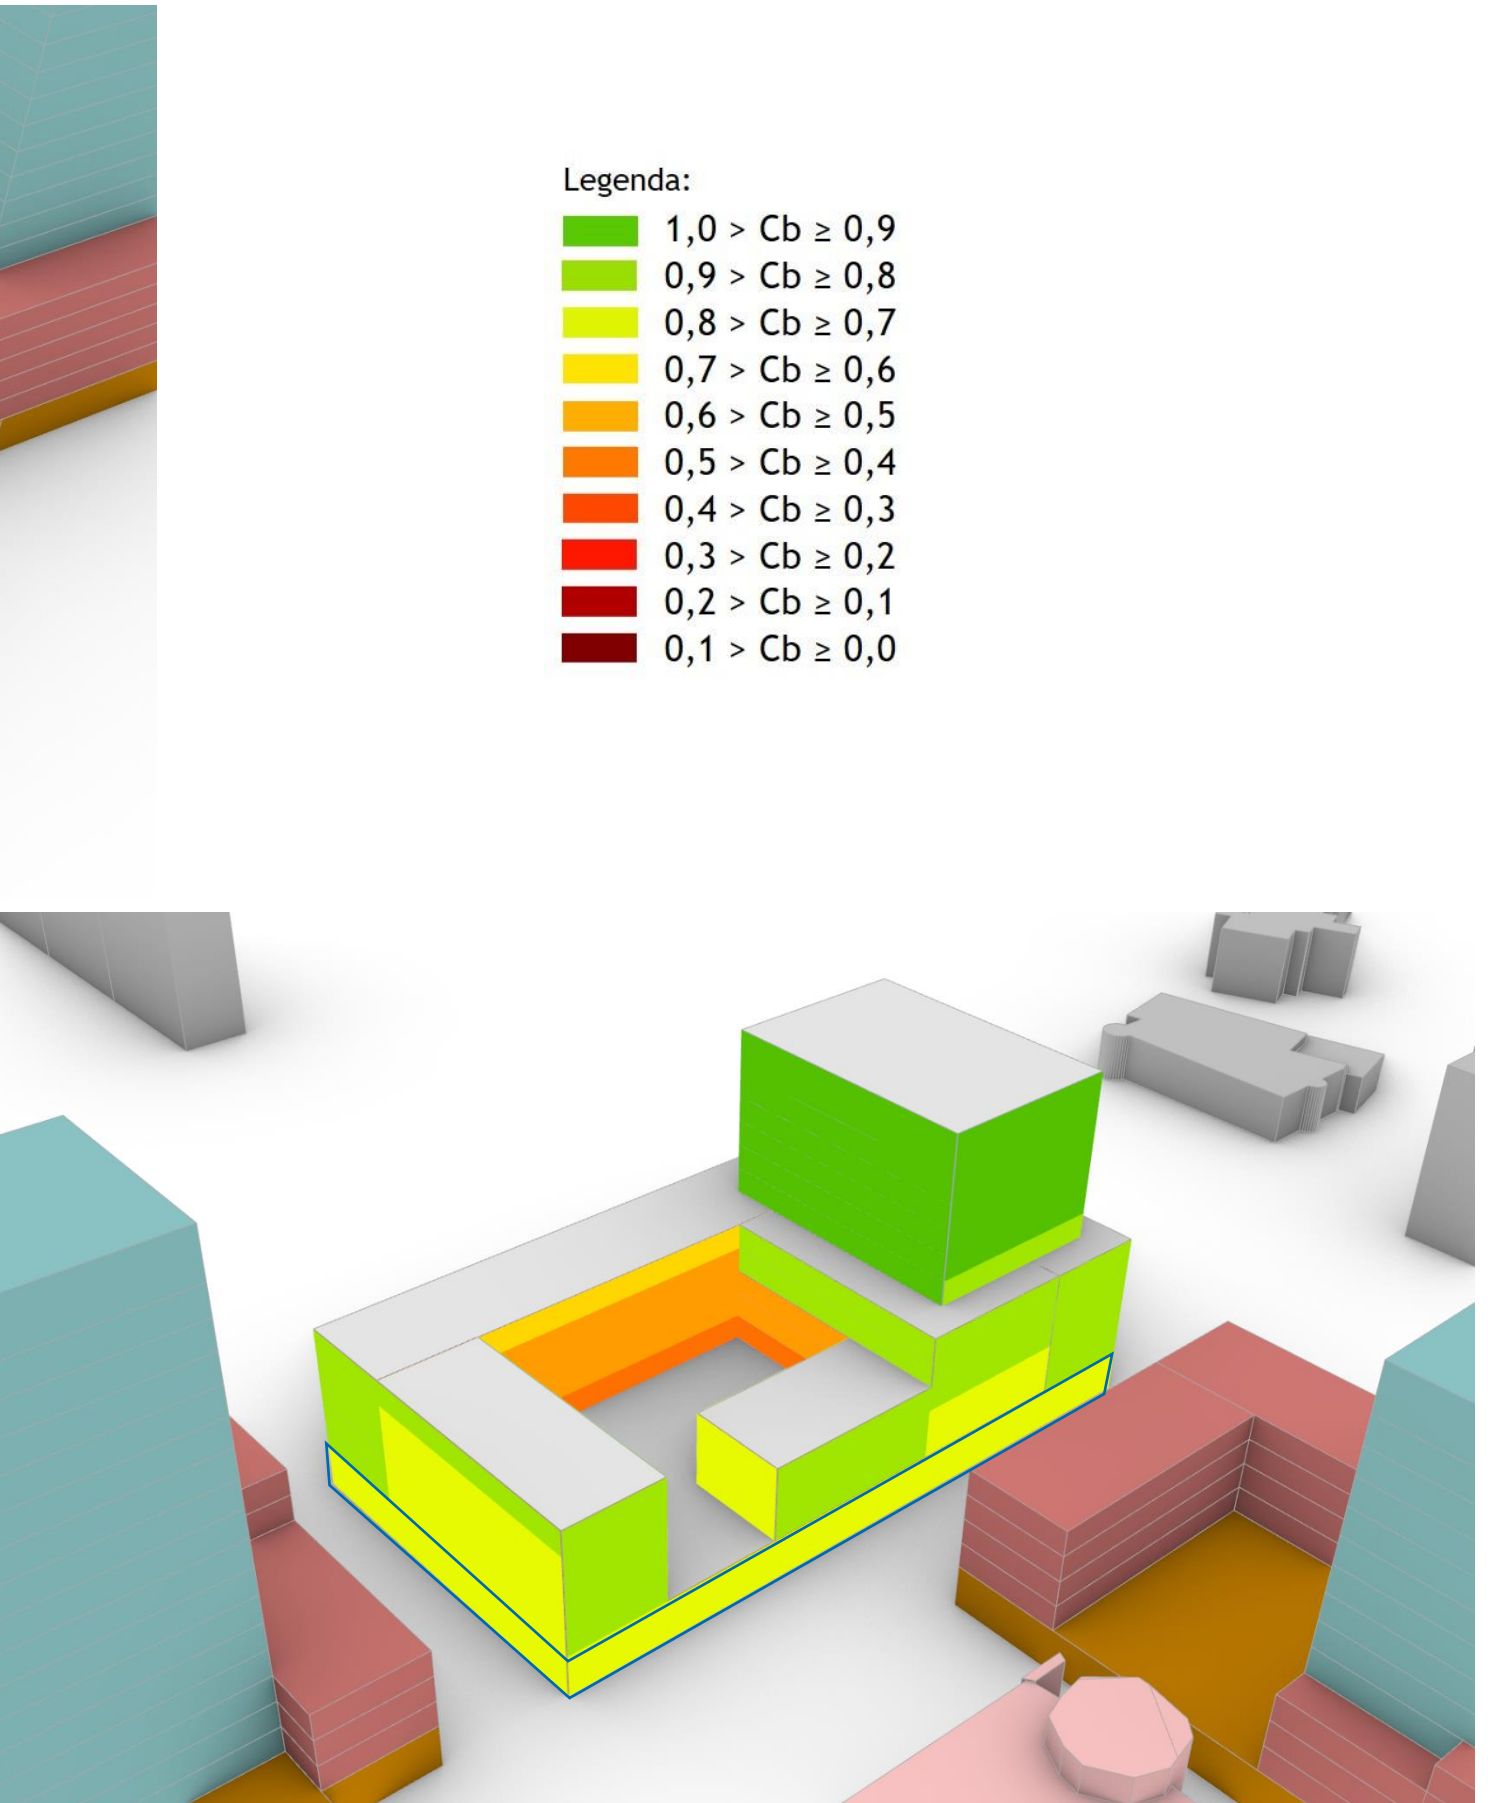 Legenda:
1,0 > Cb ≥ 0,9
0,9 > Cb ≥ 0,8
0,8 > Cb ≥ 0,7
0,7 > Cb ≥ 0,6
0,6 > Cb ≥ 0,5
0,5 > Cb ≥ 0,4
0,4 > Cb ≥ 0,3
0,3 > Cb ≥ 0,2
0,2 > Cb ≥ 0,1
0,1 > Cb ≥ 0,0